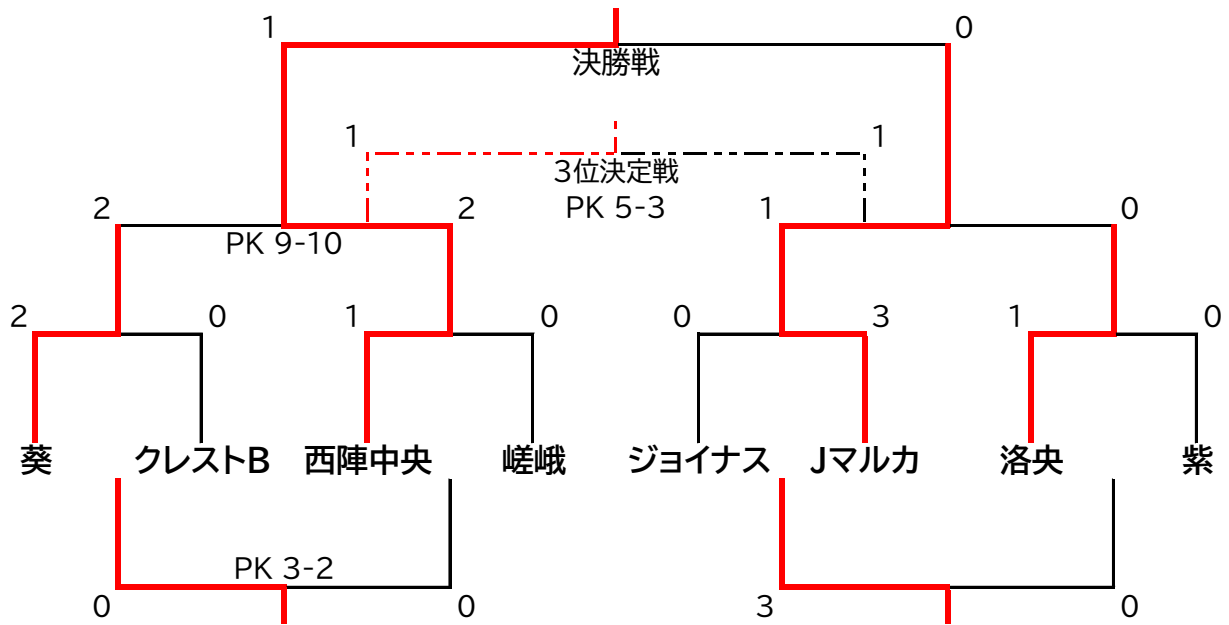 1 0
決勝戦
1 1
3位決定戦
2 2 PK 5-3 1 0
PK 9-10
2 0 1 0 0 3 1 0
葵 クレストB 西陣中央 嵯峨 ジョイナス Jマルカ 洛央 紫
PK 3-2
0 0 3 0